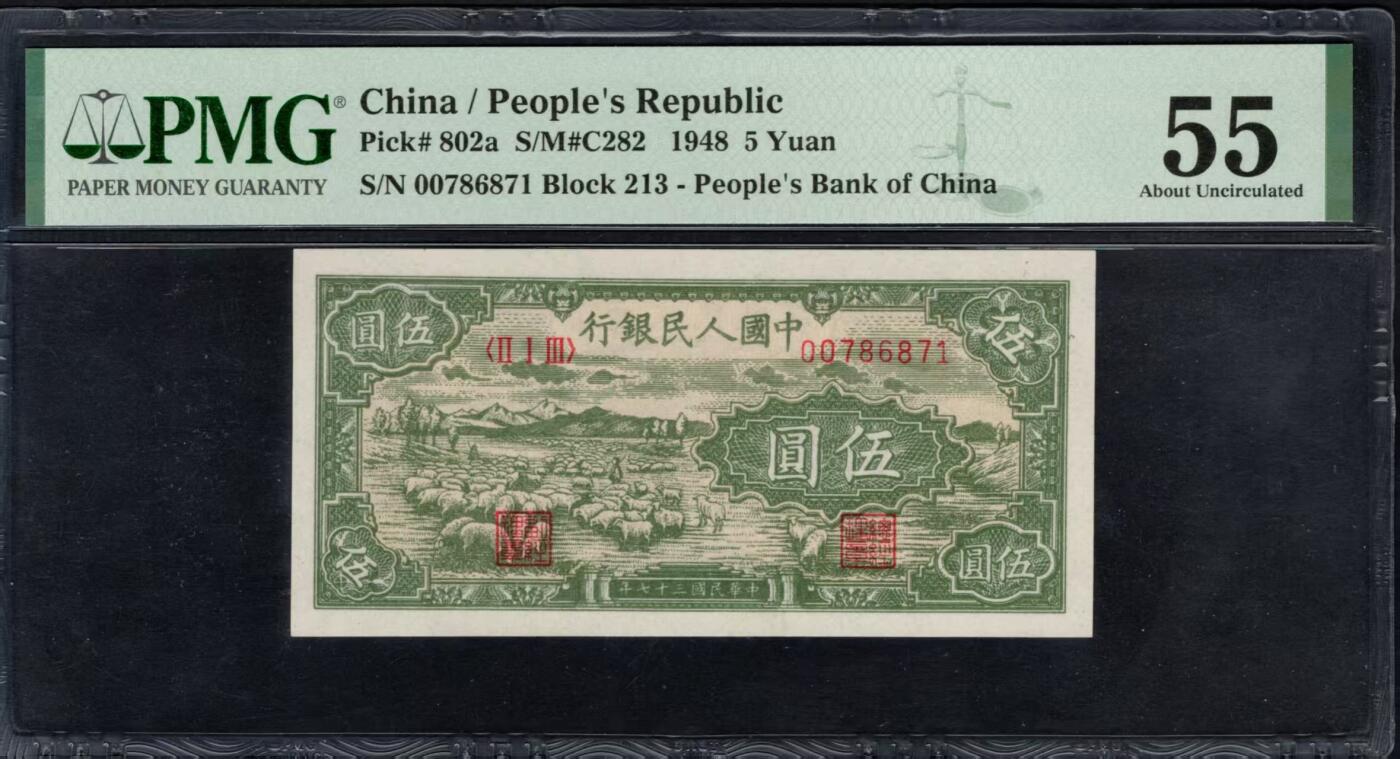 PMG®
PAPER MONEY GUARANTY
China / People's Republic
Pick# 802a S/M#C282 1948 5 Yuan
S/N 00786871 Block 213 - People's Bank of China
55
About Uncirculated
行銀民人國中
圓伍
伍
〈II I III〉
00786871
圓伍
伍
圓伍
年七十三國民華中